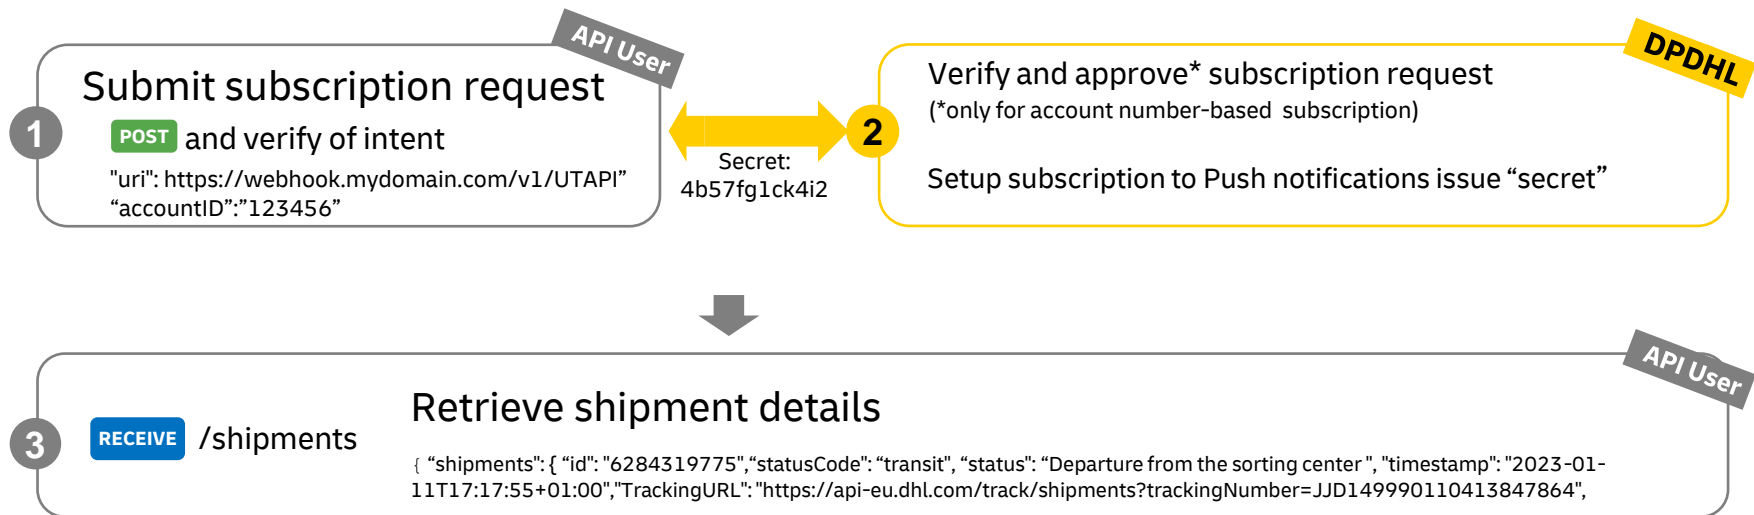 API User
1
Submit subscription request
POST and verify of intent
"uri": https://webhook.mydomain.com/v1/UTAPI”
“accountID”:”123456”
Secret:
4b57fg1ck4i2
DPDHL
2
Verify and approve* subscription request
(*only for account number-based subscription)
Setup subscription to Push notifications issue “secret”
API User
3
RECEIVE /shipments
Retrieve shipment details
{ “shipments": { “id": "6284319775",“statusCode": “transit", “status": “Departure from the sorting center ", "timestamp": "2023-01-
11T17:17:55+01:00","TrackingURL": "https://api-eu.dhl.com/track/shipments?trackingNumber=JJD149990110413847864",